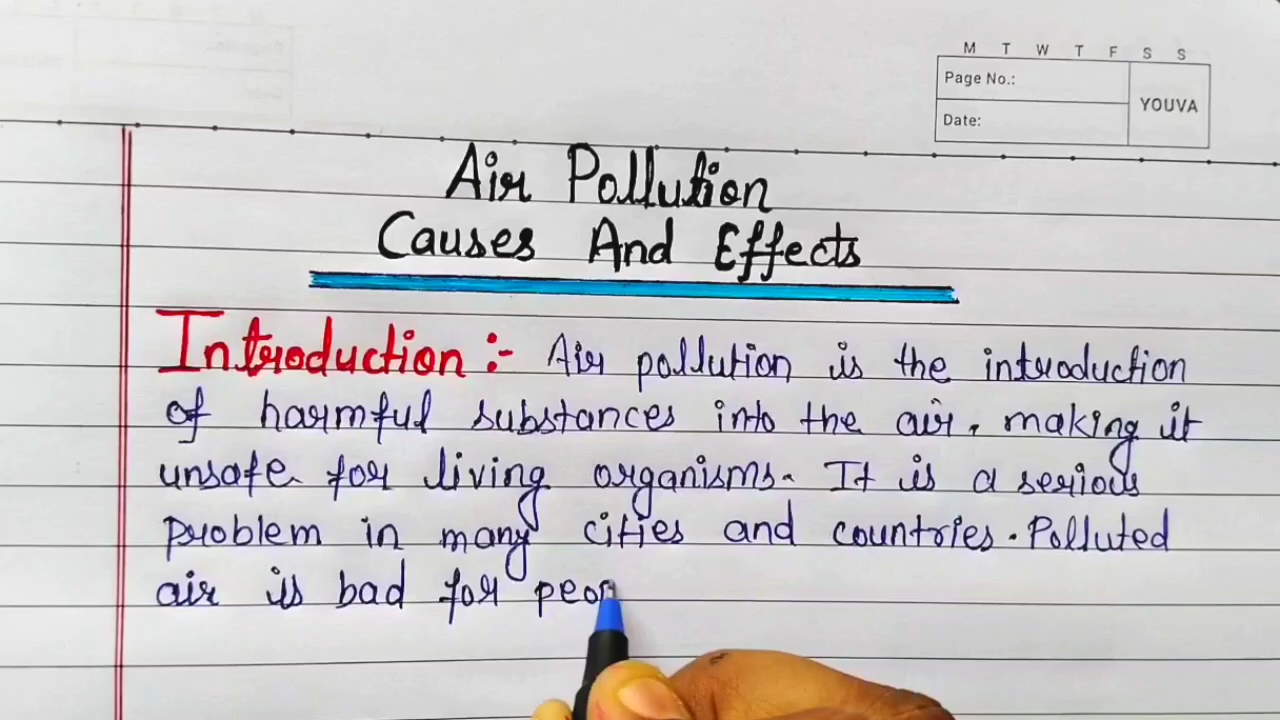 M T W T F S S
Page No.:
YOUVA
Date:
Air Pollution
Causes And Effects
Introduction :- Air pollution is the introduction
of harmful substances into the air, making it
unsafe for living organisms. It is a serious
problem in many cities and countries. Polluted
air is bad for peop